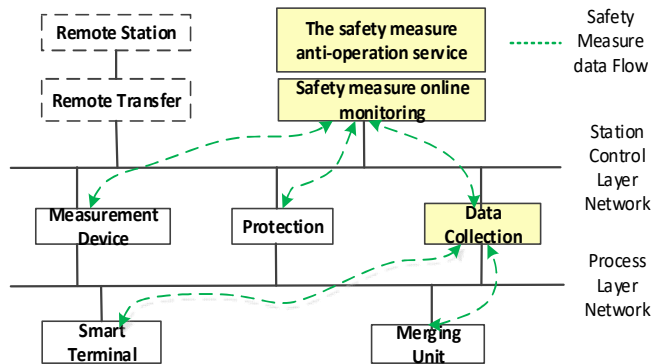 Remote Station
Remote Transfer
The safety measure
anti-operation service
Safety measure online
monitoring
Safety
Measure
data Flow
Station
Control
Layer
Network
Measurement
Device
Protection
Data
Collection
Process
Layer
Network
Smart
Terminal
Merging
Unit